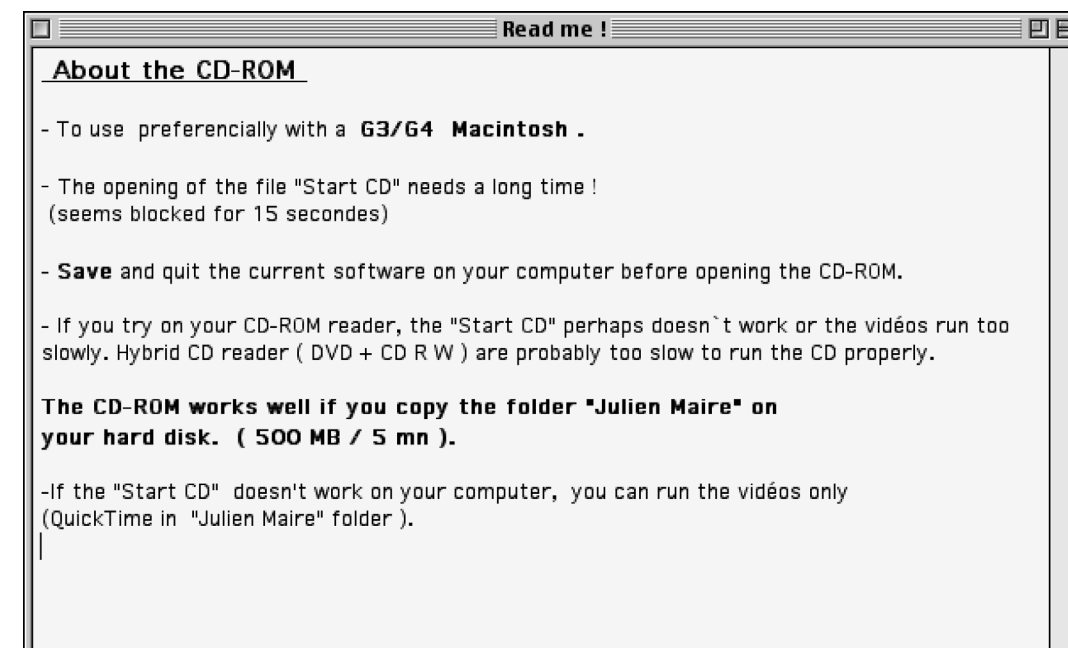 Read me !
About the CD-ROM
- To use  preferencially with a  G3/G4  Macintosh .
- The opening of the file "Start CD" needs a long time !
(seems blocked for 15 secondes)
- Save and quit the current software on your computer before opening the CD-ROM.
- If you try on your CD-ROM reader, the "Start CD" perhaps doesn`t work or the vidéos run too
slowly. Hybrid CD reader ( DVD + CD R W ) are probably too slow to run the CD properly.
The CD-ROM works well if you copy the folder "Julien Maire" on
your hard disk.  ( 500 MB / 5 mn ).
-If the "Start CD"  doesn't work on your computer,  you can run the vidéos only
(QuickTime in  "Julien Maire" folder ).